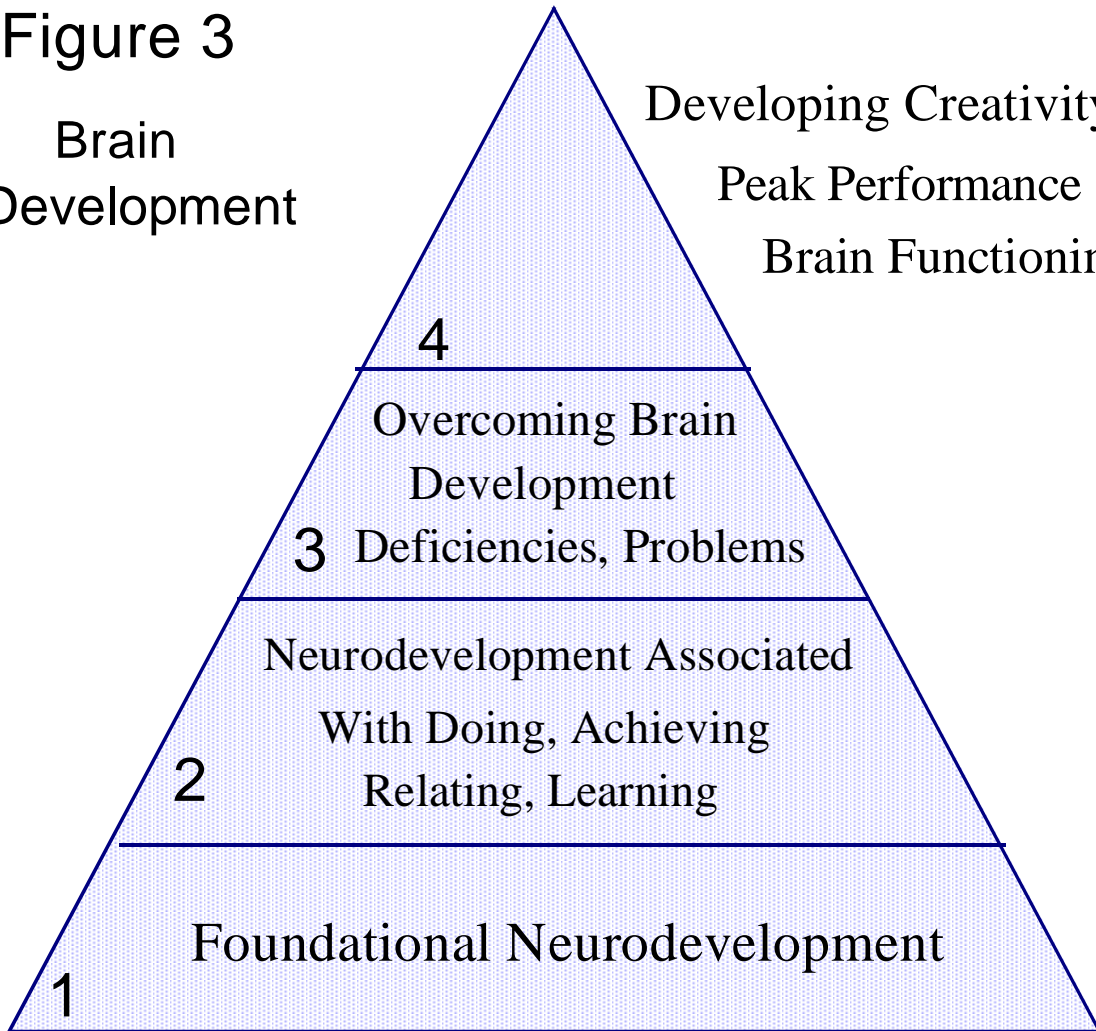 Figure 3
Brain
Development
Developing Creativity
Peak Performance
Brain Functionin
4
Overcoming Brain
Development
3 Deficiencies, Problems
Neurodevelopment Associated
With Doing, Achieving
2
Relating, Learning
Foundational Neurodevelopment
1